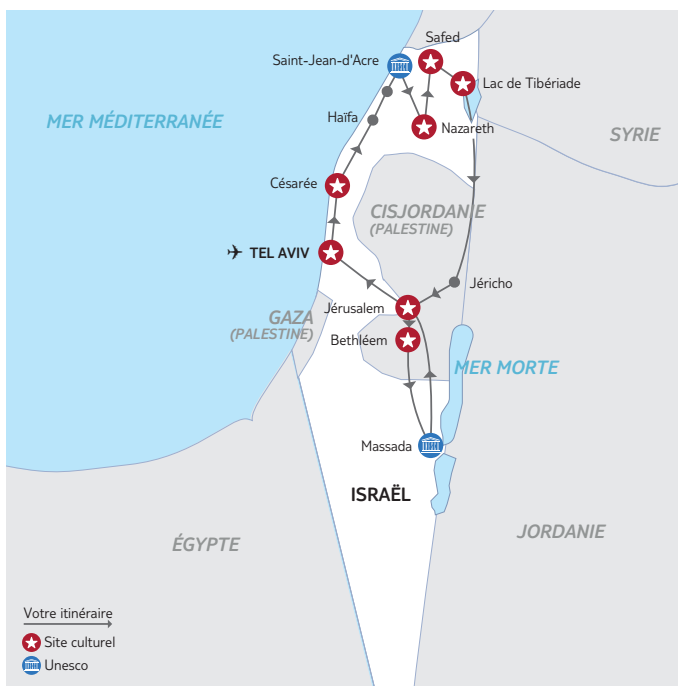 Safed
Saint-Jean-d'Acre
Lac de Tibériade
MER MÉDITERRANÉE
Haïfa
Nazareth
SYRIE
Césarée
CISJORDANIE
(PALESTINE)
TEL AVIV
Jéricho
Jérusalem
GAZA
(PALESTINE)
Bethléem
MER MORTE
Massada
ISRAËL
JORDANIE
ÉGYPTE
Votre itinéraire
Site culturel
Unesco